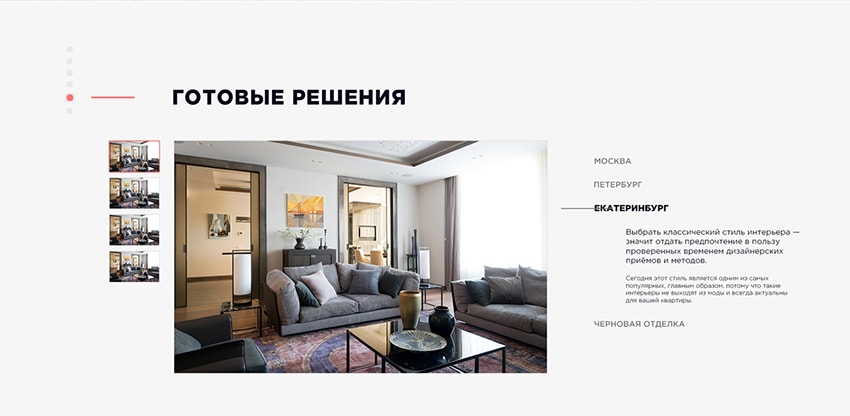 ГОТОВЫЕ РЕШЕНИЯ
МОСКВА
ПЕТЕРБУРГ
ЕКАТЕРИНБУРГ
Выбрать классический стиль интерьера —
значит отдать предпочтение в пользу
проверенных временем дизайнерских
приёмов и методов.
Сегодня этот стиль является одним из самых
популярных, главным образом, потому что такие
интерьеры не выходят из моды и всегда актуальны
для вашей квартиры.
ЧЕРНОВАЯ ОТДЕЛКА